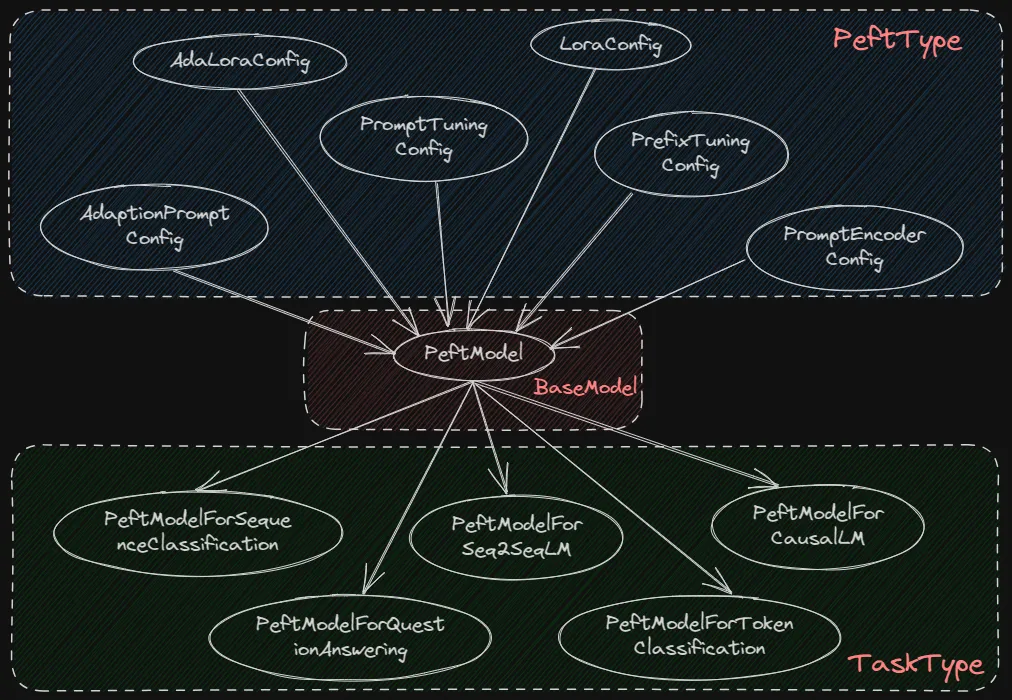 PeftType
AdaLoraConfig
LoraConfig
PromptTuning
Config
PrefixTuning
Config
AdaptionPrompt
Config
PromptEncoder
Config
PeftModel
BaseModel
PeftModelForSeque
nceClassification
PeftModelFor
Seq2SeqLM
PeftModelFor
CausalLM
PeftModelForQuest
ionAnswering
PeftModelForToken
Classification
TaskType